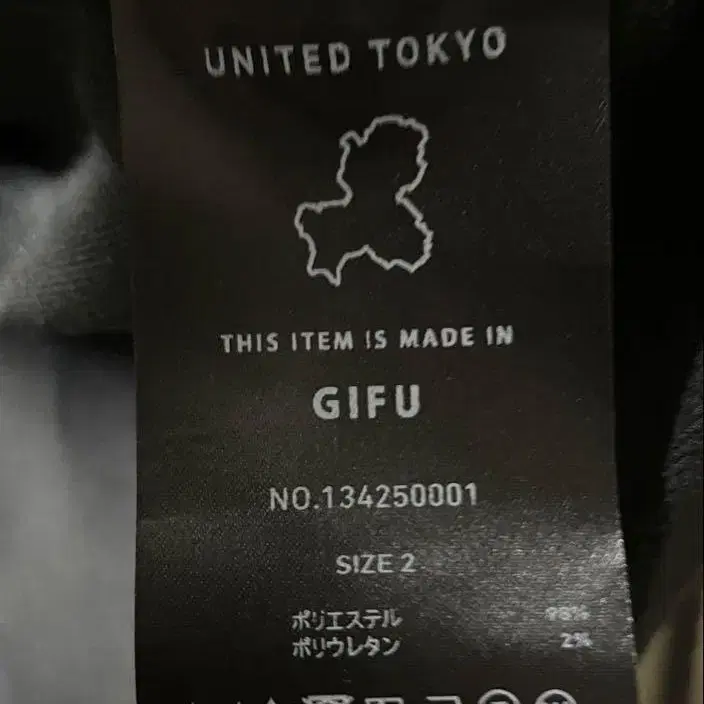 UNITED TOKYO
THIS ITEM IS MADE IN
GIFU
NO.134250001
SIZE 2
ポリエステル 98%
ポリウレタン 2%